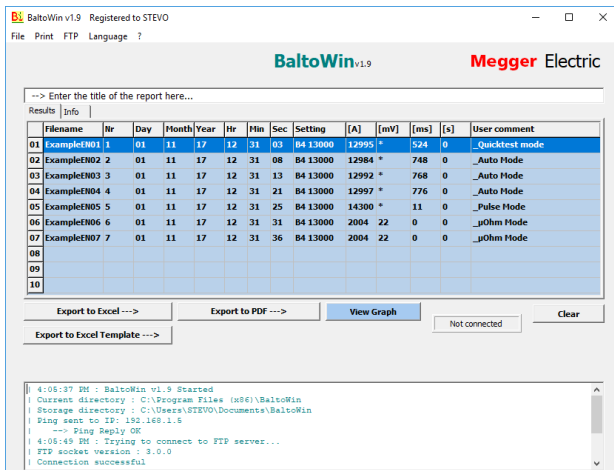 BaltoWin v1.9 Registered to STEVO
File Print FTP Language ?
BaltoWin v1.9 Megger Electric
--> Enter the title of the report here...
Results Info
Filename Nr Day Month Year Hr Min Sec Setting [A] [mV] [ms] [s] User comment
01 ExampleEN01 1 01 11 17 12 31 03 B4 13000 12995 * 524 0 _Quicktest mode
02 ExampleEN02 2 01 11 17 12 31 08 B4 13000 12984 * 748 0 _Auto Mode
03 ExampleEN03 3 01 11 17 12 31 13 B4 13000 12992 * 768 0 _Auto Mode
04 ExampleEN04 4 01 11 17 12 31 21 B4 13000 12997 * 776 0 _Auto Mode
05 ExampleEN05 5 01 11 17 12 31 25 B4 13000 14300 * 11 0 _Pulse Mode
06 ExampleEN06 6 01 11 17 12 31 31 B4 13000 2004 22 0 0 _µOhm Mode
07 ExampleEN07 7 01 11 17 12 31 36 B4 13000 2004 22 0 0 _µOhm Mode
08
09
10
Export to Excel ---> Export to PDF ---> View Graph Not connected Clear
Export to Excel Template --->
| 4:05:37 PM : BaltoWin v1.9 Started
| Current directory : C:\Program Files (x86)\BaltoWin
| Storage directory : C:\Users\STEVO\Documents\BaltoWin
| Ping sent to IP: 192.168.1.5
| --> Ping Reply OK
| 4:05:49 PM : Trying to connect to FTP server...
| FTP socket version : 3.0.0
| Connection successful